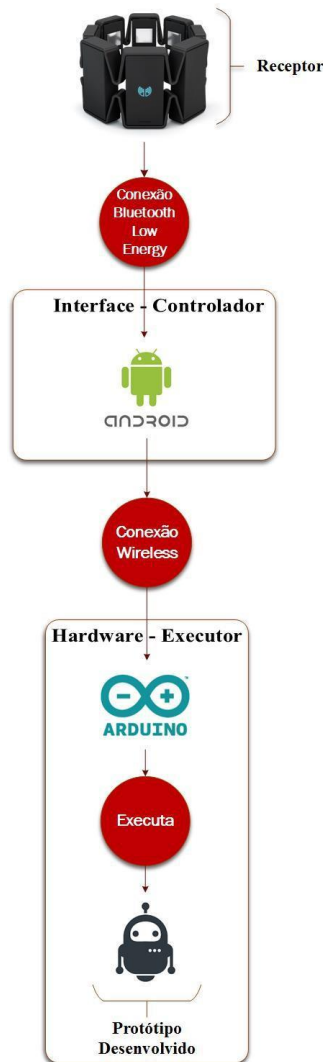 Receptor
Conexão
Bluetooth
Low
Energy
Interface - Controlador
ANDROID
Conexão
Wireless
Hardware - Executor
ARDUINO
Executa
Protótipo
Desenvolvido